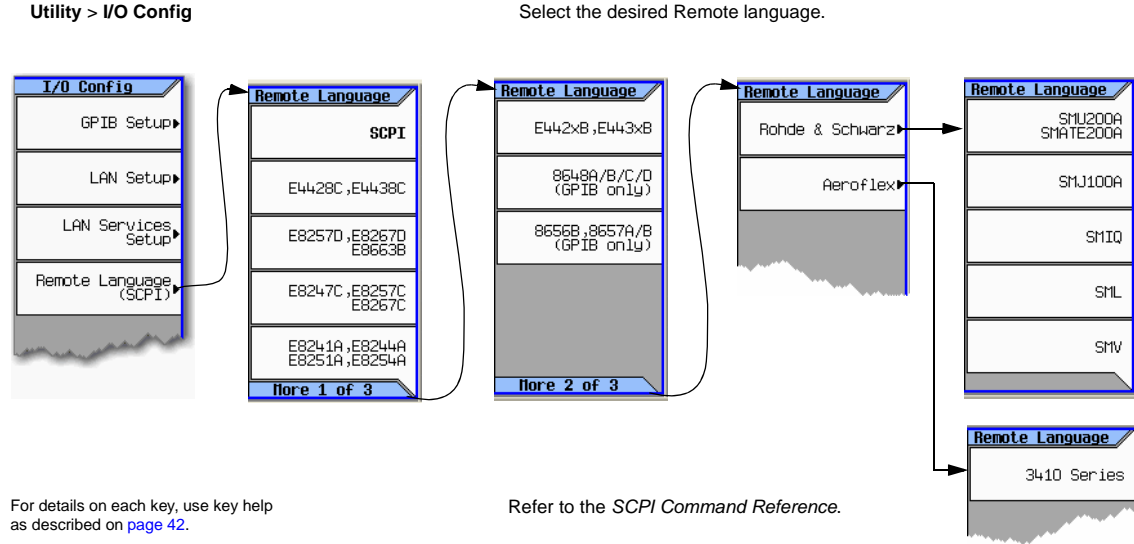 Utility > I/O Config
Select the desired Remote language.
I/O Config
GPIB Setup
LAN Setup
LAN Services
Setup
Remote Language
(SCPI)
Remote Language
SCPI
E4428C,E4438C
E8257D,E8267D
E8663B
E8247C,E8257C
E8267C
E8241A,E8244A
E8251A,E8254A
More 1 of 3
Remote Language
E442xB,E443xB
8648A/B/C/D
(GPIB only)
8656B,8657A/B
(GPIB only)
More 2 of 3
Remote Language
Rohde & Schwarz
Aeroflex
Remote Language
SMU200A
SMATE200A
SMJ100A
SMIQ
SML
SMV
Remote Language
3410 Series
For details on each key, use key help
as described on page 42.
Refer to the SCPI Command Reference.